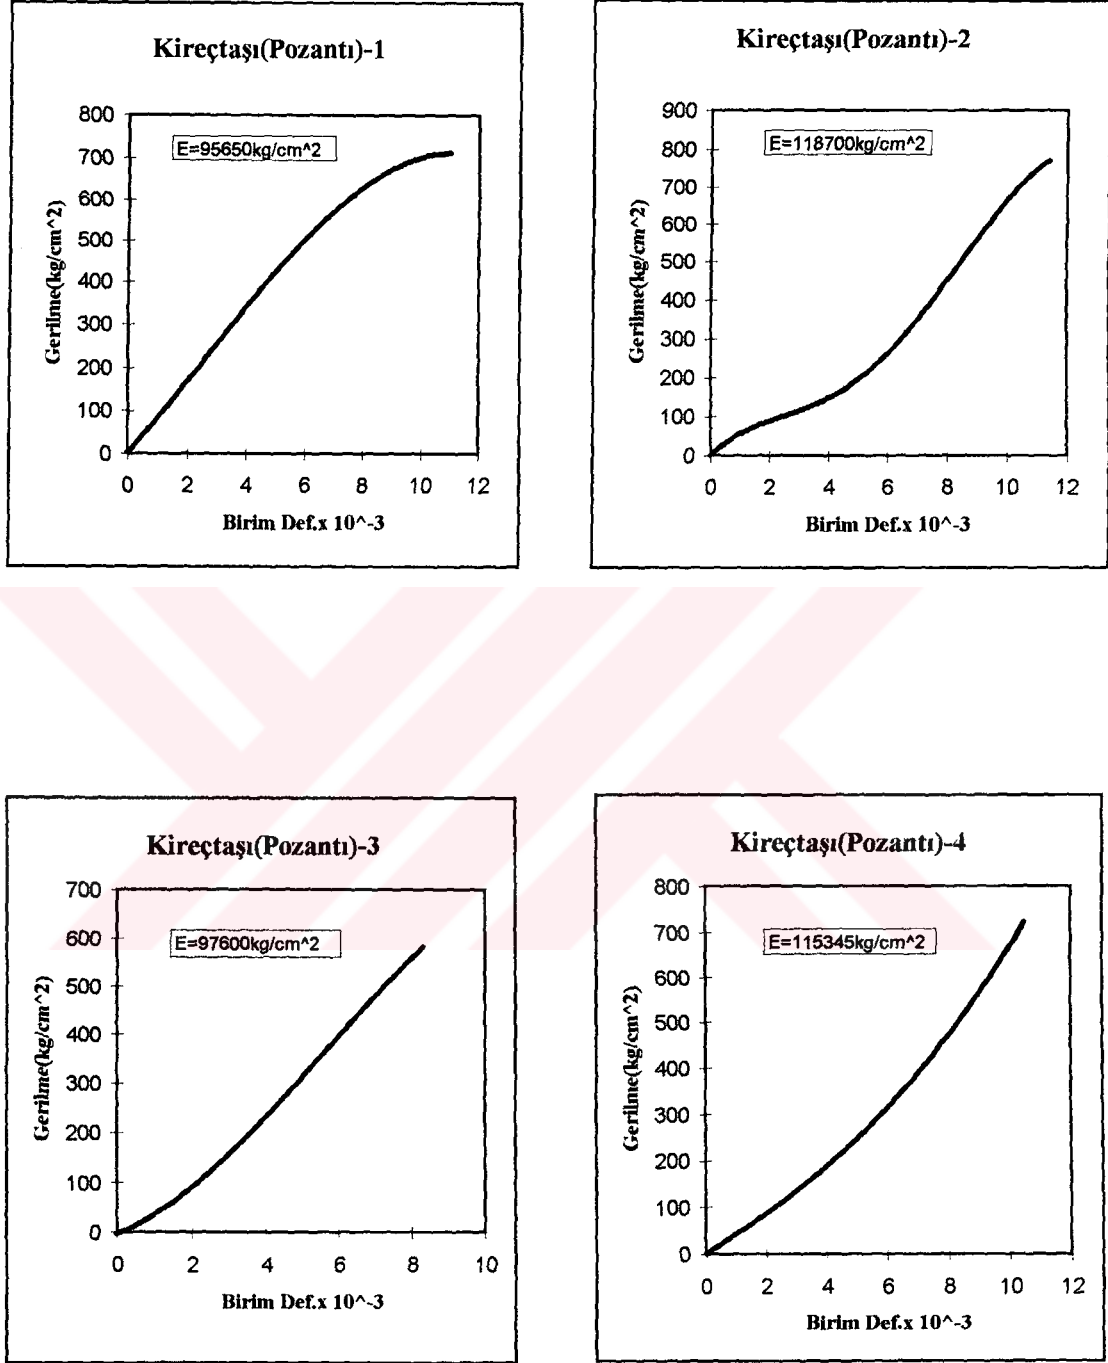 Kireçtaşı(Pozantı)-1
800
700
600
500
400
300
200
100
0
E=95650kg/cm^2
Gerilme(kg/cm^2)
0 2 4 6 8 10 12
Birim Def.x 10^-3
Kireçtaşı(Pozantı)-2
900
800
700
600
500
400
300
200
100
0
E=118700kg/cm^2
Gerilme(kg/cm^2)
0 2 4 6 8 10 12
Birim Def.x 10^-3
Kireçtaşı(Pozantı)-3
700
600
500
400
300
200
100
0
E=97600kg/cm^2
Gerilme(kg/cm^2)
0 2 4 6 8 10
Birim Def.x 10^-3
Kireçtaşı(Pozantı)-4
800
700
600
500
400
300
200
100
0
E=115345kg/cm^2
Gerilme(kg/cm^2)
0 2 4 6 8 10 12
Birim Def.x 10^-3